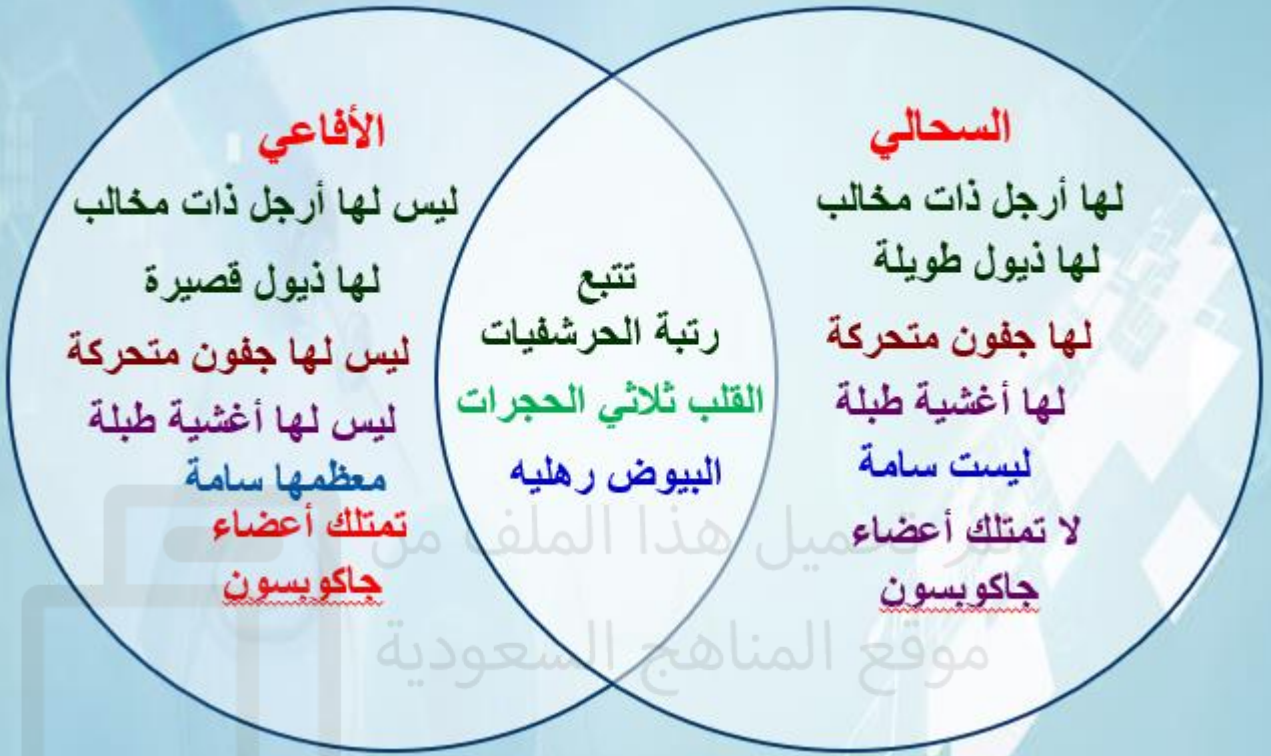 السحالي
لها أرجل ذات مخالب
لها ذيول طويلة
لها جفون متحركة
لها أغشية طبلة
ليست سامة
لا تمتلك أعضاء
جاكوبسون
تتبع
رتبة الحرشفيات
القلب ثلاثي الحجرات
البيوض رهليه
الأفاعي
ليس لها أرجل ذات مخالب
لها ذيول قصيرة
ليس لها جفون متحركة
ليس لها أغشية طبلة
معظمها سامة
تمتلك أعضاء
جاكوبسون
تم تحميل هذا الملف من
موقع المناهج السعودية